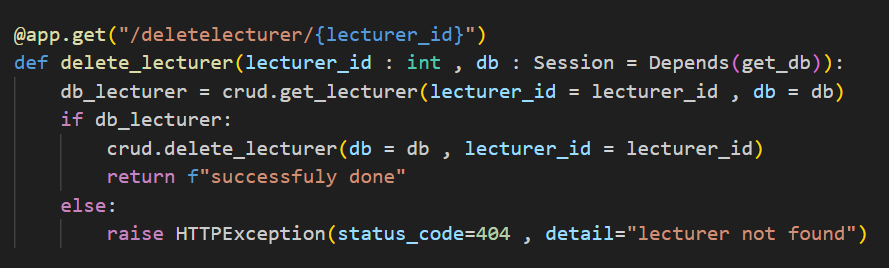 @app.get("/deletelecturer/{lecturer_id}")
def delete_lecturer(lecturer_id : int , db : Session = Depends(get_db)):
    db_lecturer = crud.get_lecturer(lecturer_id = lecturer_id , db = db)
    if db_lecturer:
        crud.delete_lecturer(db = db , lecturer_id = lecturer_id)
        return f"successfuly done"
    else:
        raise HTTPException(status_code=404 , detail="lecturer not found")